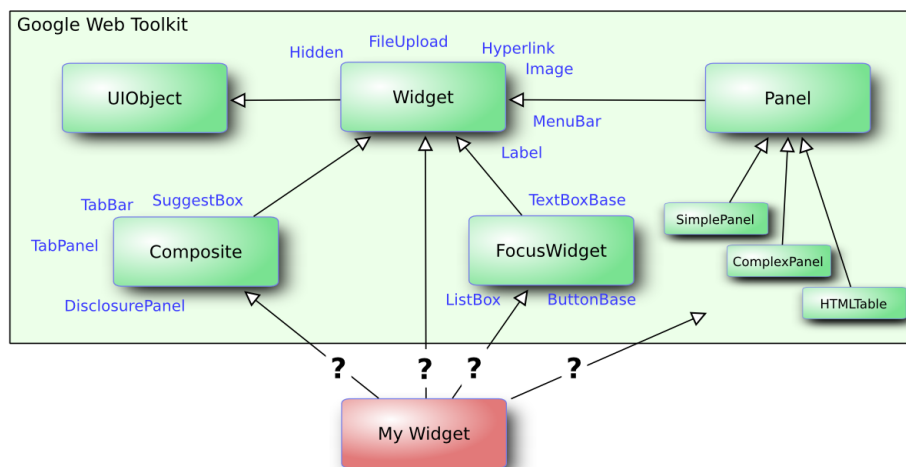 Google Web Toolkit
FileUpload
Hidden
Hyperlink
Image
UIObject
Widget
Panel
MenuBar
Label
TabBar
SuggestBox
TextBoxBase
SimplePanel
TabPanel
Composite
FocusWidget
ComplexPanel
DisclosurePanel
ListBox
ButtonBase
HTMLTable
? ? ? ?
My Widget